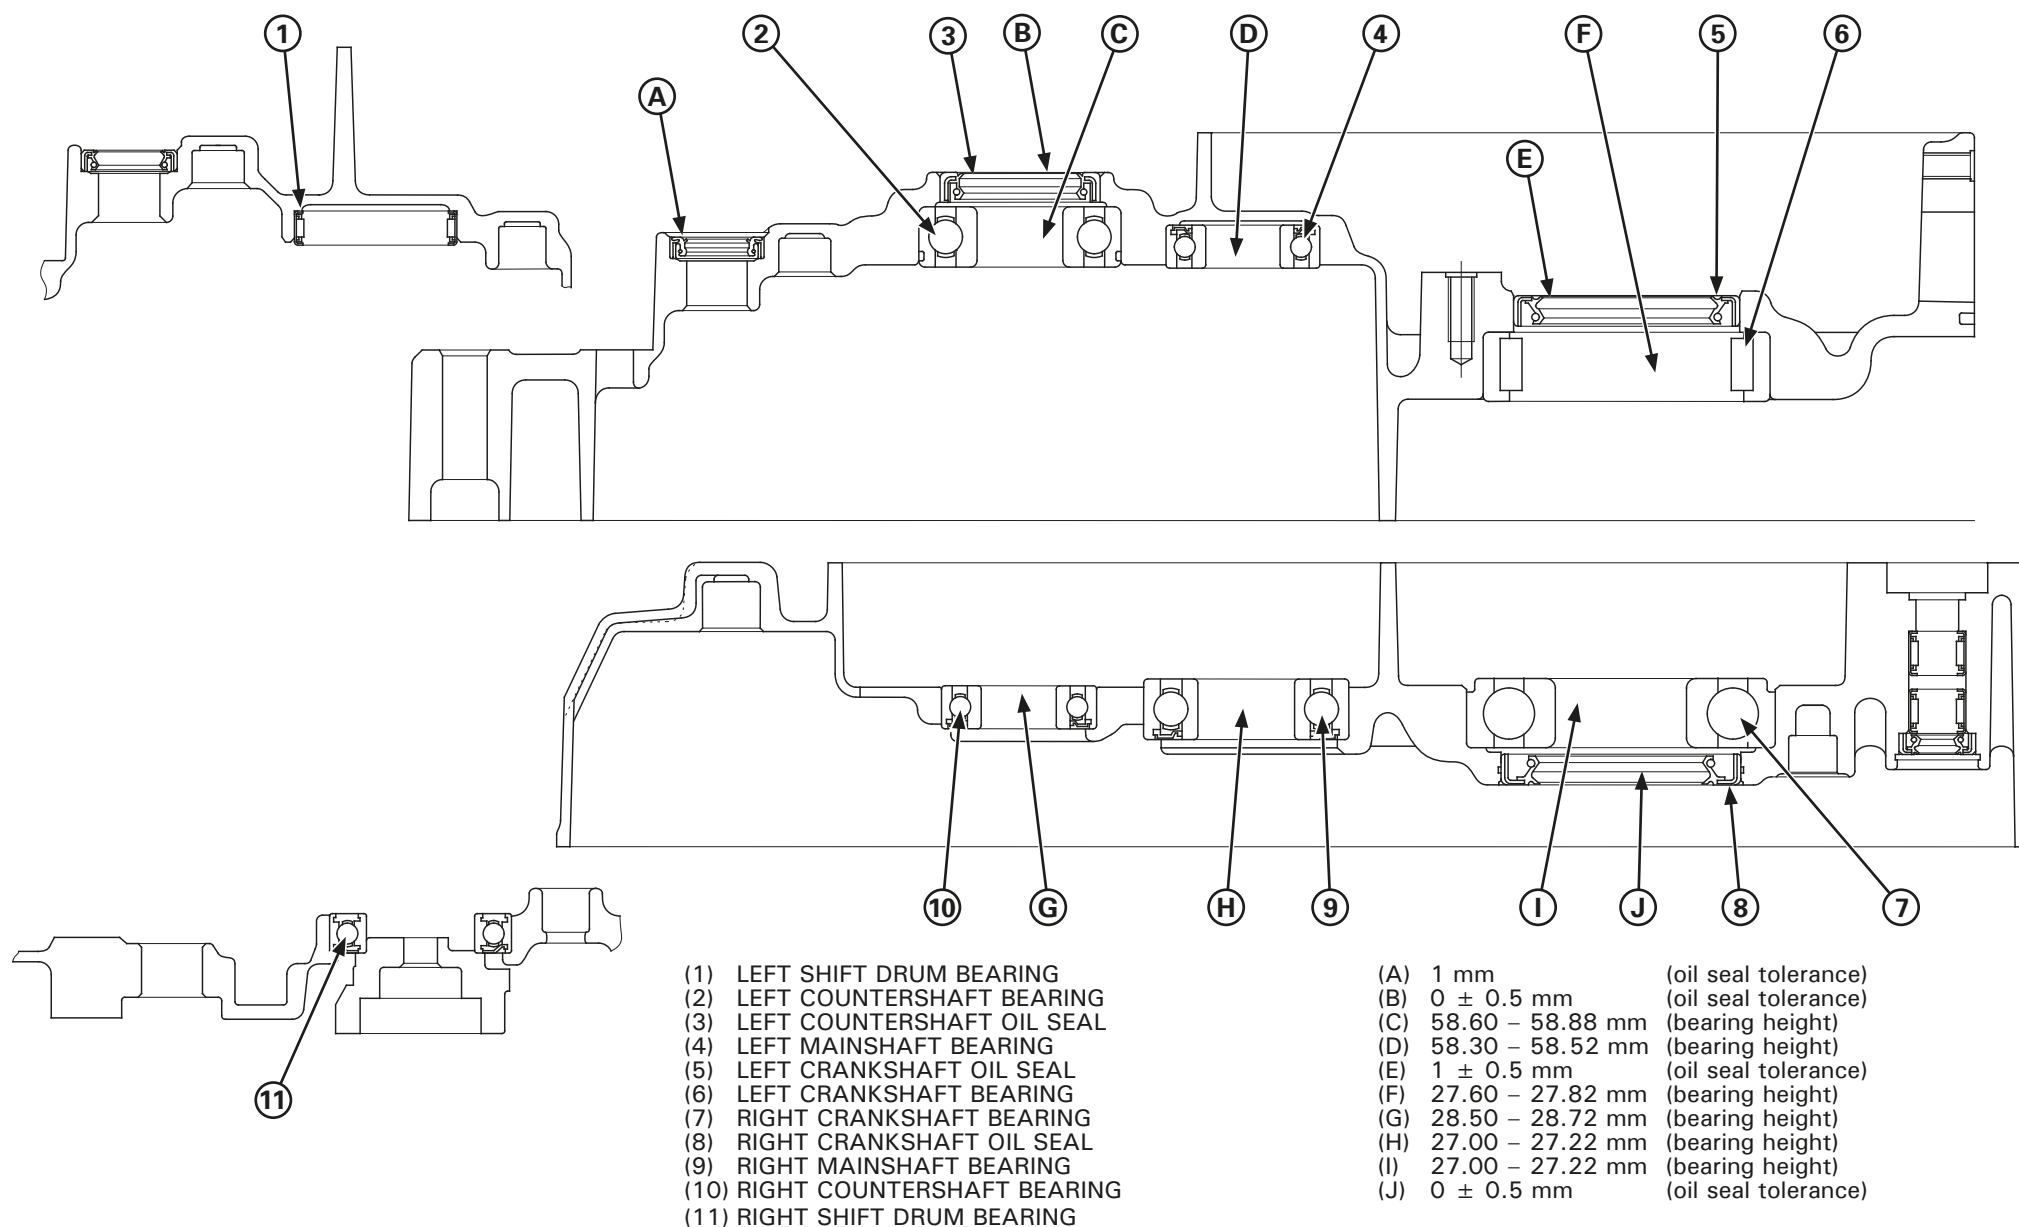 1
2
3
B
C
D
4
F
5
6
A
E
10
G
H
9
I
J
8
7
11
(1) LEFT SHIFT DRUM BEARING
(2) LEFT COUNTERSHAFT BEARING
(3) LEFT COUNTERSHAFT OIL SEAL
(4) LEFT MAINSHAFT BEARING
(5) LEFT CRANKSHAFT OIL SEAL
(6) LEFT CRANKSHAFT BEARING
(7) RIGHT CRANKSHAFT BEARING
(8) RIGHT CRANKSHAFT OIL SEAL
(9) RIGHT MAINSHAFT BEARING
(10) RIGHT COUNTERSHAFT BEARING
(11) RIGHT SHIFT DRUM BEARING
(A) 1 mm (oil seal tolerance)
(B) 0 ± 0.5 mm (oil seal tolerance)
(C) 58.60 – 58.88 mm (bearing height)
(D) 58.30 – 58.52 mm (bearing height)
(E) 1 ± 0.5 mm (oil seal tolerance)
(F) 27.60 – 27.82 mm (bearing height)
(G) 28.50 – 28.72 mm (bearing height)
(H) 27.00 – 27.22 mm (bearing height)
(I) 27.00 – 27.22 mm (bearing height)
(J) 0 ± 0.5 mm (oil seal tolerance)